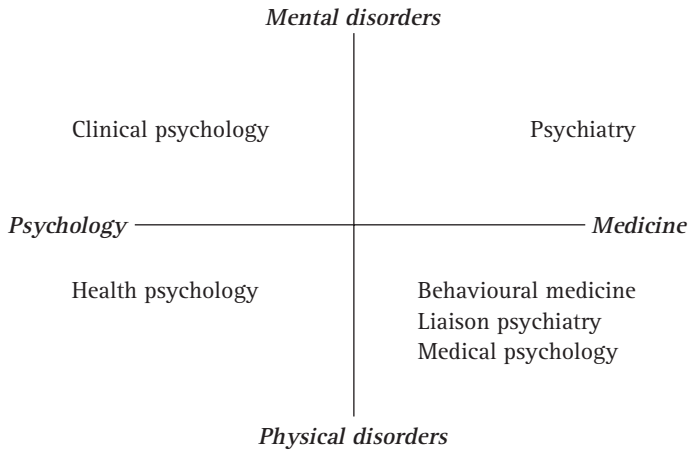 Mental disorders
Clinical psychology
Psychiatry
Psychology
Medicine
Health psychology
Behavioural medicine
Liaison psychiatry
Medical psychology
Physical disorders